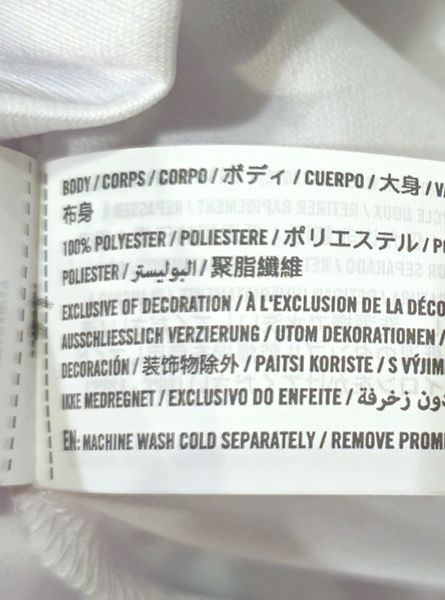 BODY / CORPS / CORPO / ボディ / CUERPO / 大身 /
布身
100% POLYESTER / POLIESTERE / ポリエステル /
POLIESTER / البوليستر / 聚脂纖維
EXCLUSIVE OF DECORATION / À L'EXCLUSION DE LA DÉCO
AUSSCHLIESSLICH VERZIERUNG / UTOM DEKORATIONEN /
DECORACIÓN / 装饰物除外 / PAITSI KORISTE / S VÝJIM
IKKE MEDREGNET / EXCLUSIVO DO ENFEITE / دون زخرفة
EN: MACHINE WASH COLD SEPARATELY / REMOVE PROM